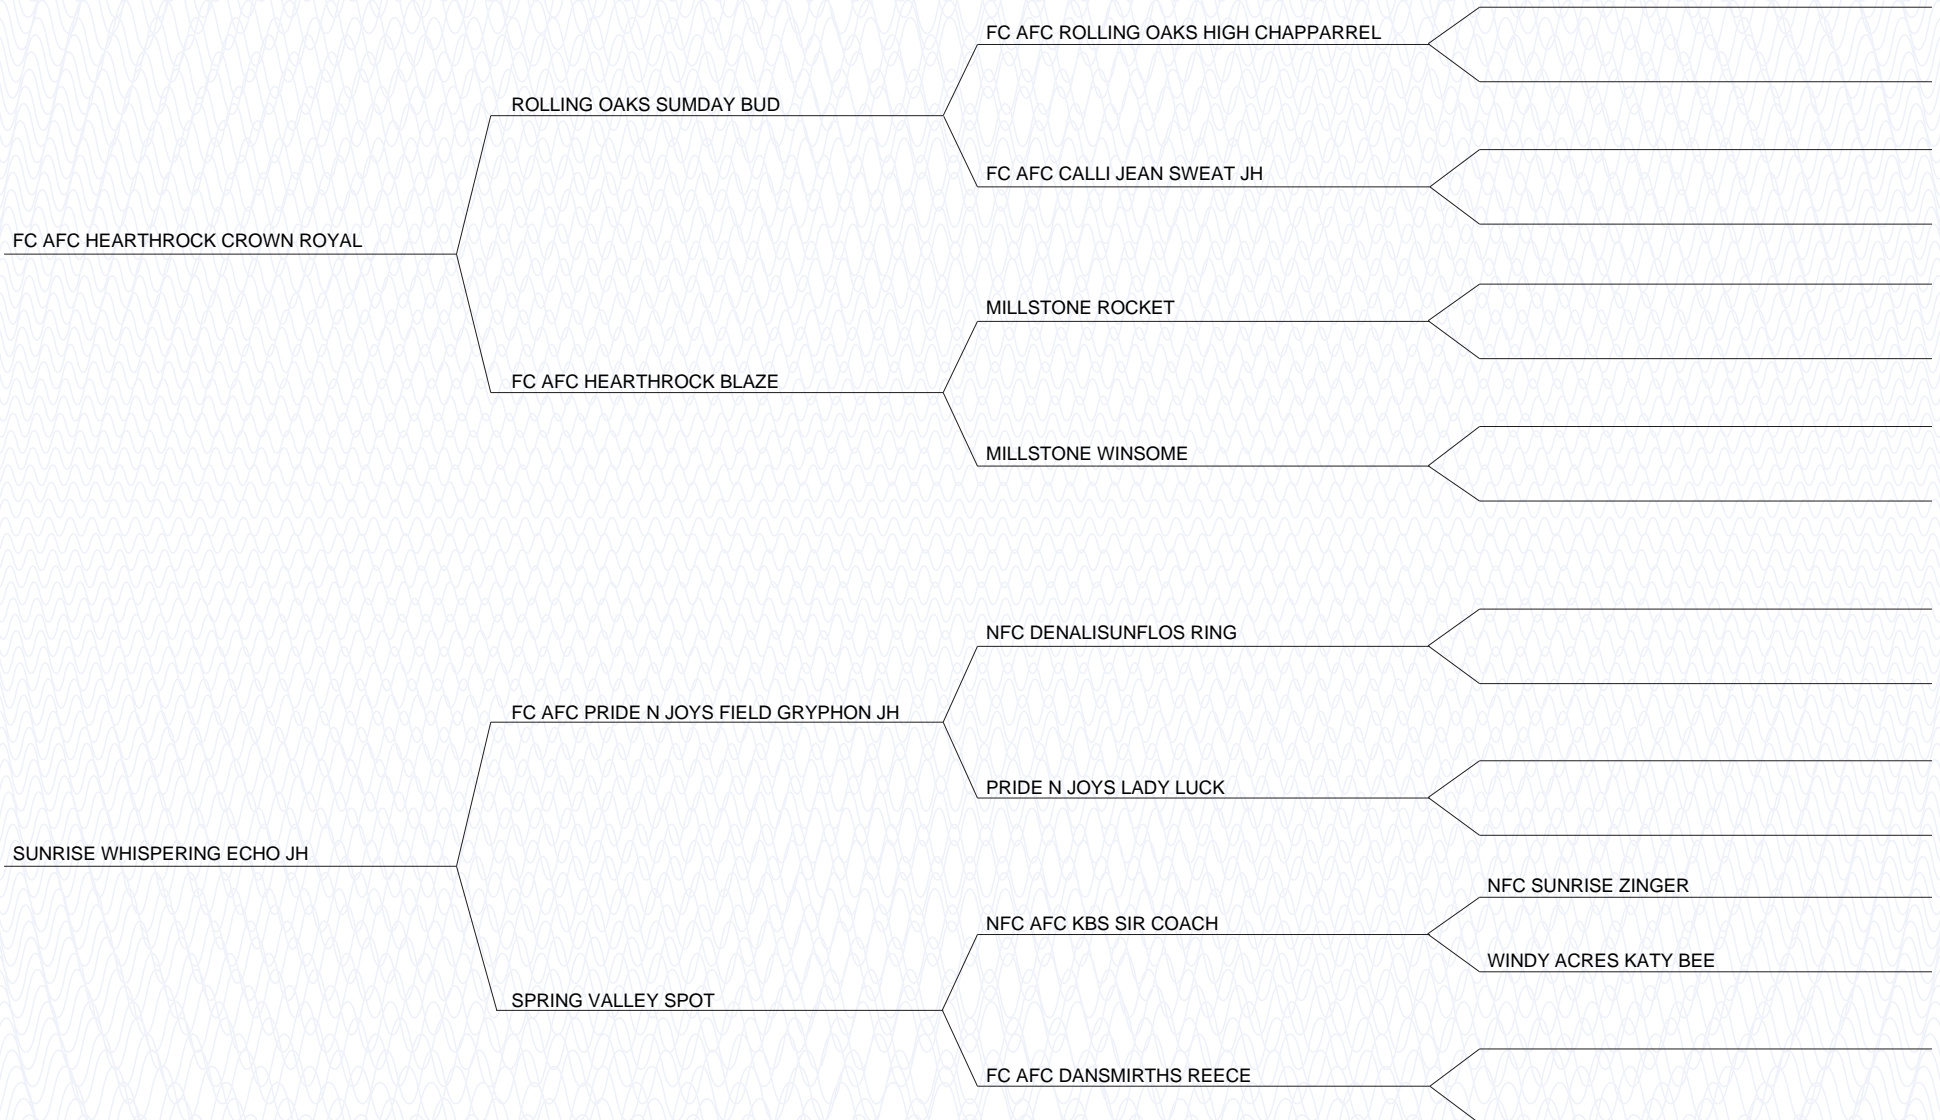 FC AFC ROLLING OAKS HIGH CHAPPARREL
ROLLING OAKS SUMDAY BUD
FC AFC CALLI JEAN SWEAT JH
FC AFC HEARTHROCK CROWN ROYAL
MILLSTONE ROCKET
FC AFC HEARTHROCK BLAZE
MILLSTONE WINSOME
NFC DENALISUNFLOS RING
FC AFC PRIDE N JOYS FIELD GRYPHON JH
PRIDE N JOYS LADY LUCK
SUNRISE WHISPERING ECHO JH
NFC SUNRISE ZINGER
NFC AFC KBS SIR COACH
WINDY ACRES KATY BEE
SPRING VALLEY SPOT
FC AFC DANSMIRTHS REECE